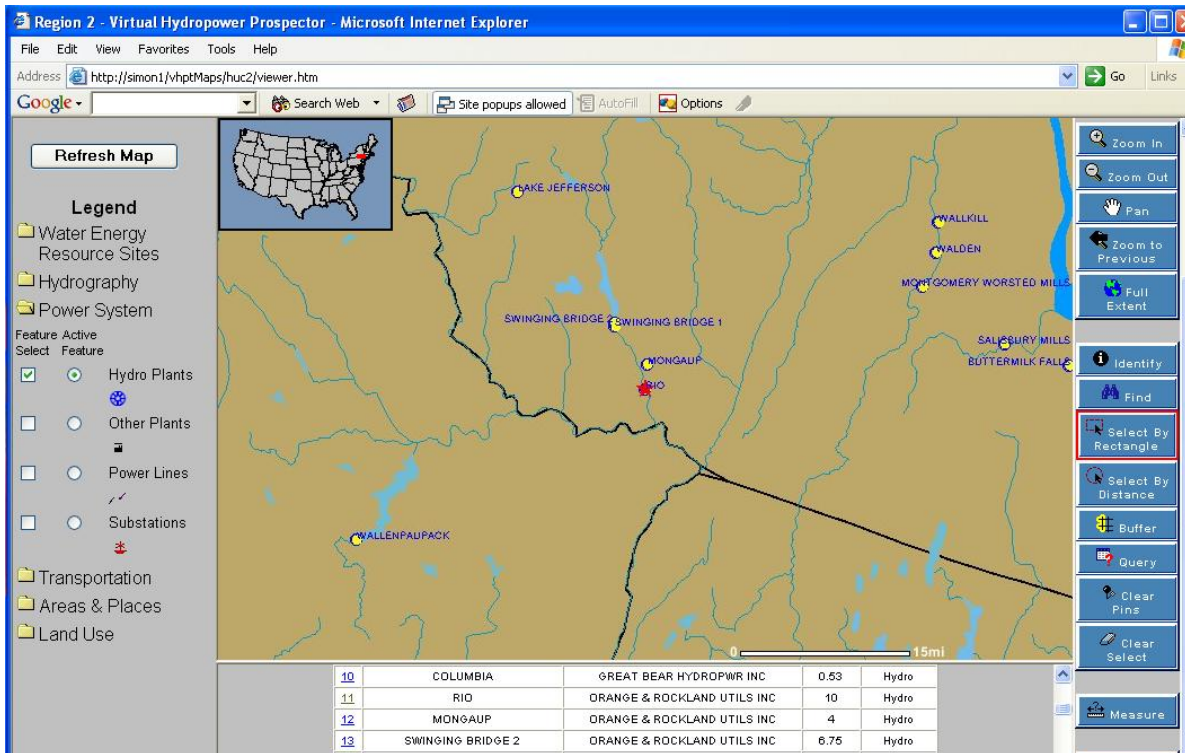 Region 2 - Virtual Hydropower Prospector - Microsoft Internet Explorer
File Edit View Favorites Tools Help
Address http://simon1/vhptMaps/huc2/viewer.htm Go Links
Google Search Web Site popups allowed AutoFill Options
Refresh Map
Legend
Water Energy
Resource Sites
Hydrography
Power System
Feature Active
Select Feature
Hydro Plants
Other Plants
Power Lines
Substations
Transportation
Areas & Places
Land Use
LAKE JEFFERSON
WALLKILL
WALDEN
MONTGOMERY WORSTED MILLS
SWINGING BRIDGE 2
SWINGING BRIDGE 1
SALISBURY MILLS
BUTTERMILK FALLS
MONGAUP
RIO
WALLENPAUPACK
0 15mi
Zoom In
Zoom Out
Pan
Zoom to
Previous
Full
Extent
Identify
Find
Select By
Rectangle
Select By
Distance
Buffer
Query
Clear
Pins
Clear
Select
Measure
10 COLUMBIA GREAT BEAR HYDROPWR INC 0.53 Hydro
11 RIO ORANGE & ROCKLAND UTILS INC 10 Hydro
12 MONGAUP ORANGE & ROCKLAND UTILS INC 4 Hydro
13 SWINGING BRIDGE 2 ORANGE & ROCKLAND UTILS INC 6.75 Hydro